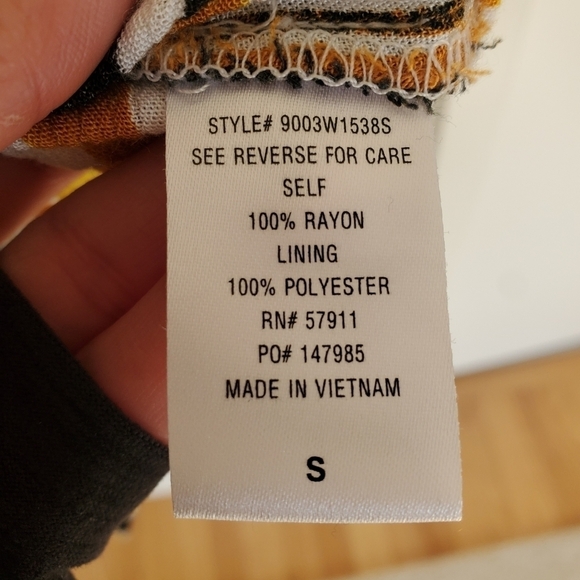 STYLE# 9003W1538S
SEE REVERSE FOR CARE
SELF
100% RAYON
LINING
100% POLYESTER
RN# 57911
PO# 147985
MADE IN VIETNAM
S